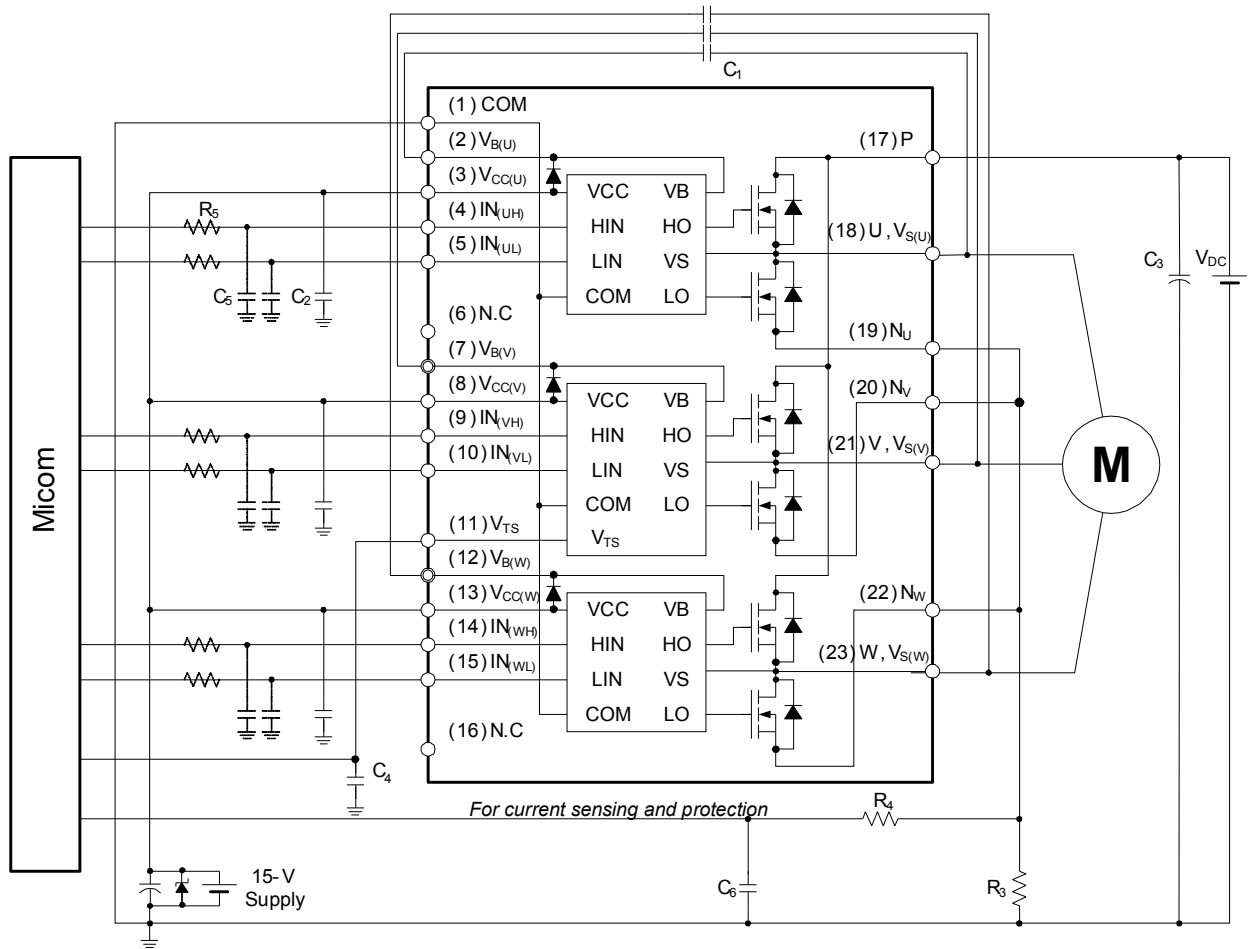 C1
(1) COM
(2) VB(U)
(3) VCC(U)
(4) IN(UH)
(5) IN(UL)
(6) N.C
(7) VB(V)
(8) VCC(V)
(9) IN(VH)
(10) IN(VL)
(11) VTS
(12) VB(W)
(13) VCC(W)
(14) IN(WH)
(15) IN(WL)
(16) N.C
VCC VB
HIN HO
LIN VS
COM LO
VCC VB
HIN HO
LIN VS
COM LO
VTS
VCC VB
HIN HO
LIN VS
COM LO
(17) P
(18) U, VS(U)
(19) NU
(20) NV
(21) V, VS(V)
(22) NW
(23) W, VS(W)
Micom
R5
C5
C2
C4
C3
VDC
M
For current sensing and protection
R4
R3
C6
15-V
Supply